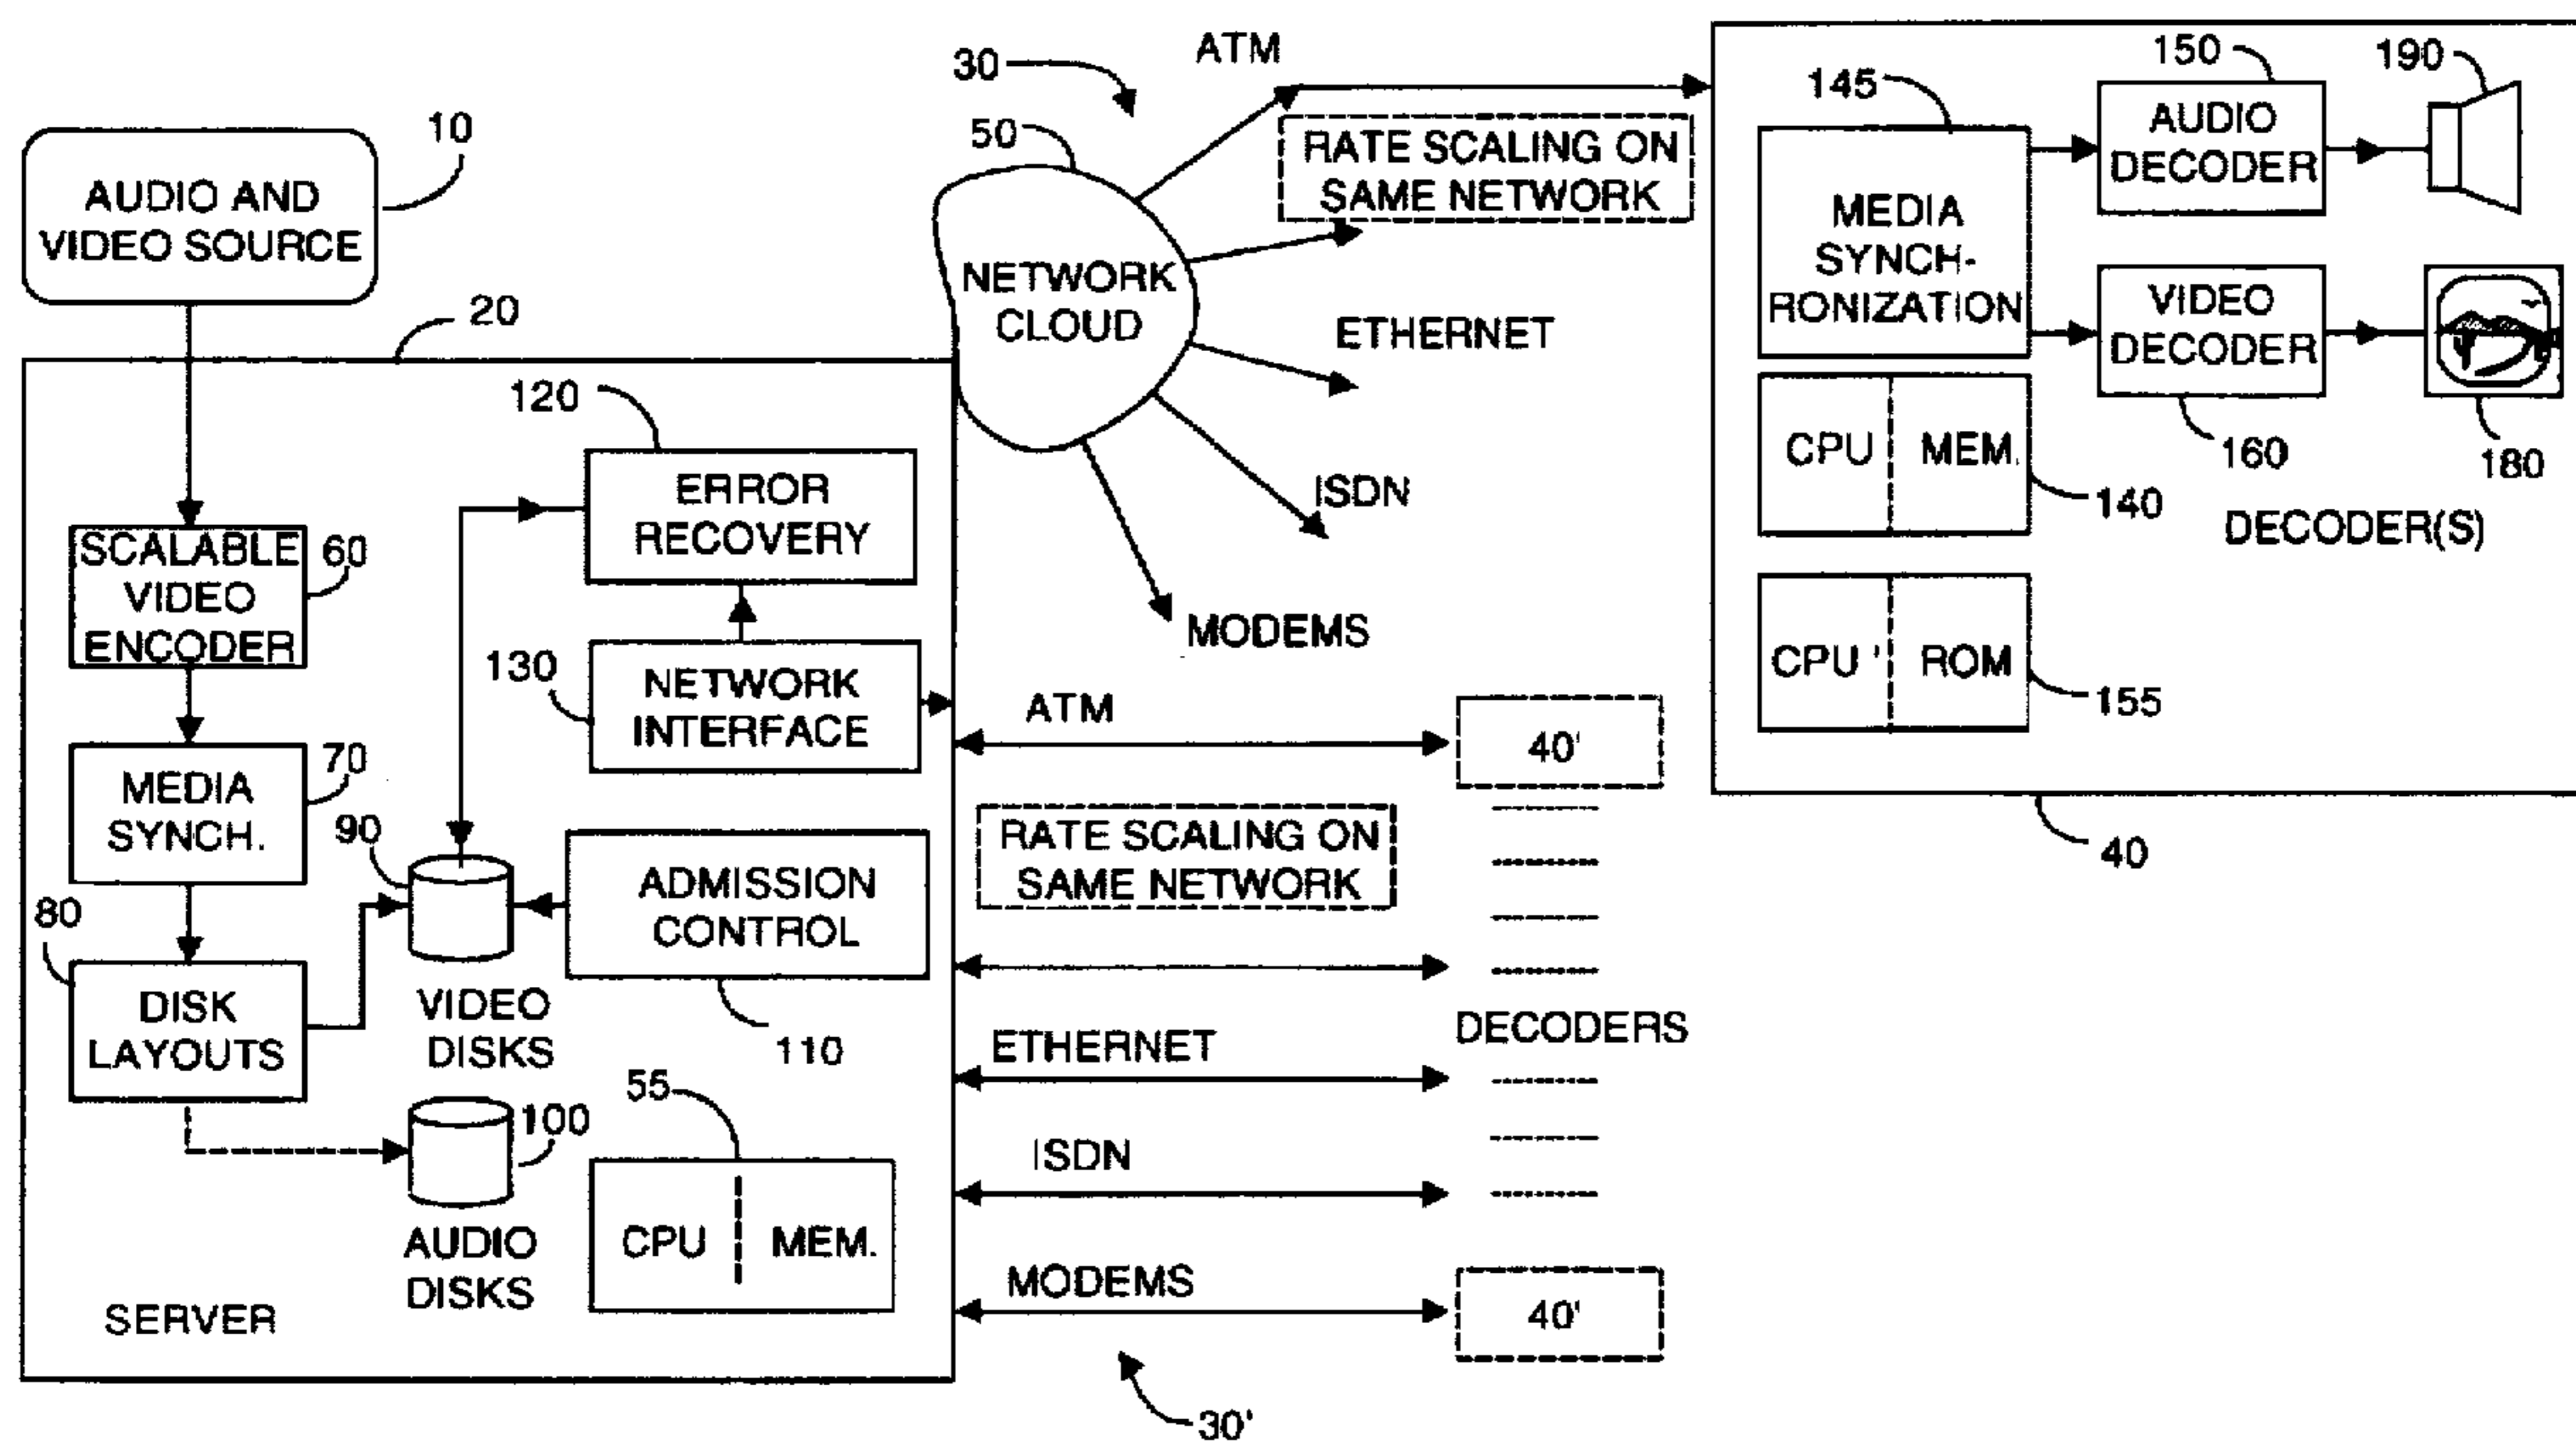 10
AUDIO AND
VIDEO SOURCE
20
SCALABLE
VIDEO
ENCODER
60
MEDIA
SYNCH.
70
80
DISK
LAYOUTS
90
VIDEO
DISKS
100
AUDIO
DISKS
SERVER
120
ERROR
RECOVERY
130
NETWORK
INTERFACE
ADMISSION
CONTROL
110
55
CPU
MEM.
30
50
NETWORK
CLOUD
ATM
RATE SCALING ON
SAME NETWORK
ETHERNET
ISDN
MODEMS
ATM
RATE SCALING ON
SAME NETWORK
ETHERNET
ISDN
MODEMS
30'
40'
DECODERS
40'
145
MEDIA
SYNCH-
RONIZATION
150
AUDIO
DECODER
190
VIDEO
DECODER
160
180
CPU
MEM.
140
DECODER(S)
CPU '
ROM
155
40